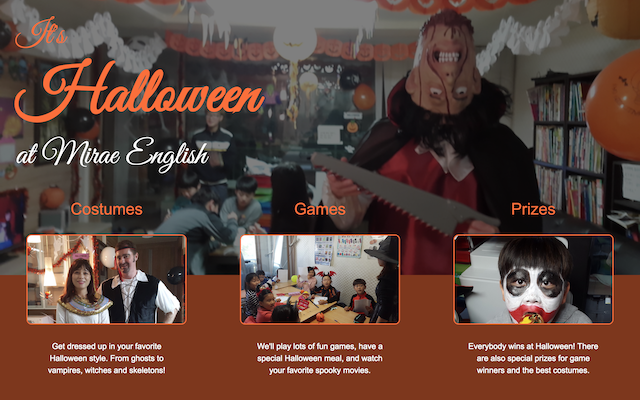 It's
Halloween
at Mirae English
Costumes
Games
Prizes
Get dressed up in your favorite
Halloween style. From ghosts to
vampires, witches and skeletons!
We'll play lots of fun games, have a
special Halloween meal, and watch
your favorite spooky movies.
Everybody wins at Halloween! There
are also special prizes for game
winners and the best costumes.